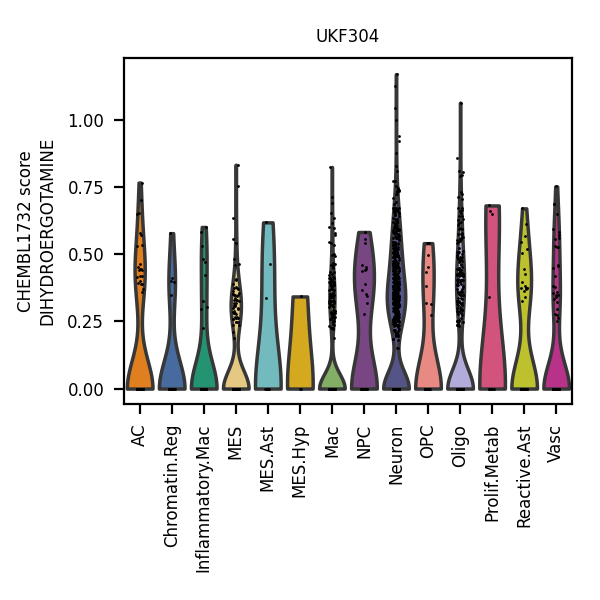 UKF304
CHEMBL1732 score
DIHYDROERGOTAMINE
1.00
0.75
0.50
0.25
0.00
AC
Chromatin.Reg
Inflammatory.Mac
MES
MES.Ast
MES.Hyp
Mac
NPC
Neuron
OPC
Oligo
Prolif.Metab
Reactive.Ast
Vasc